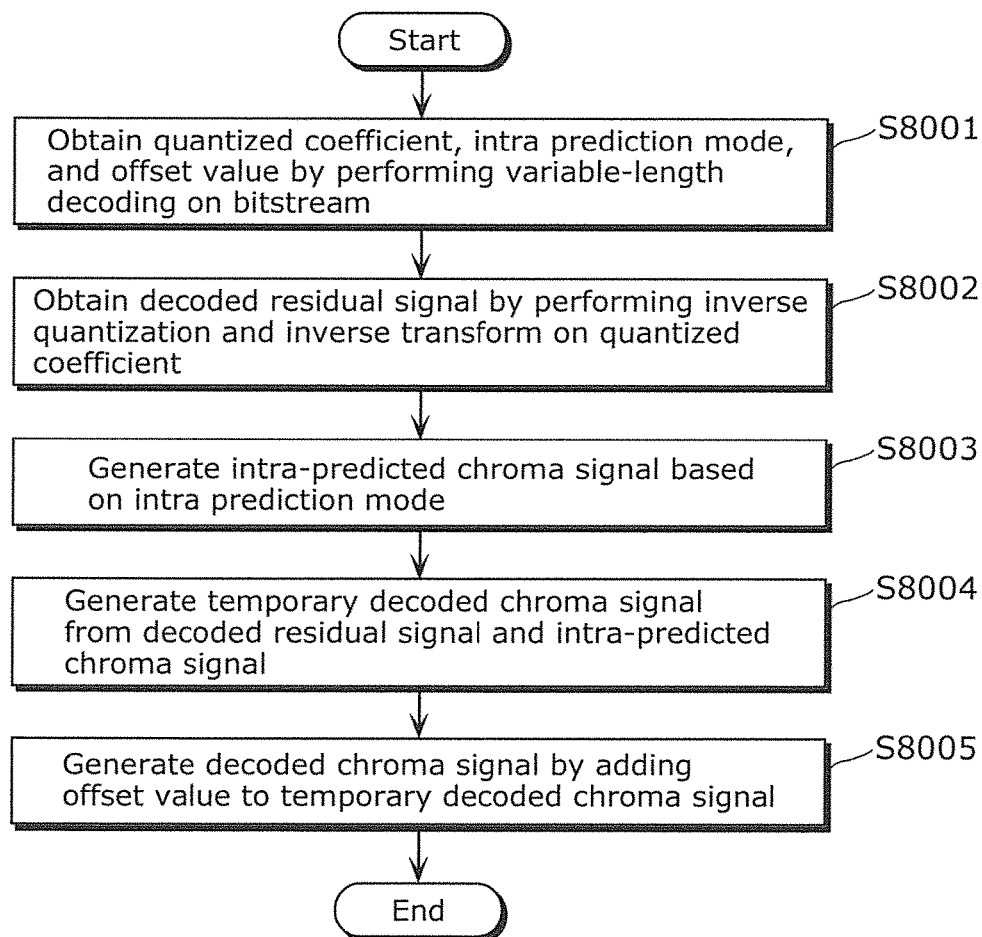 Start
Obtain quantized coefficient, intra prediction mode,
and offset value by performing variable-length
decoding on bitstream
S8001
Obtain decoded residual signal by performing inverse
quantization and inverse transform on quantized
coefficient
S8002
Generate intra-predicted chroma signal based
on intra prediction mode
S8003
Generate temporary decoded chroma signal
from decoded residual signal and intra-predicted
chroma signal
S8004
Generate decoded chroma signal by adding
offset value to temporary decoded chroma signal
S8005
End